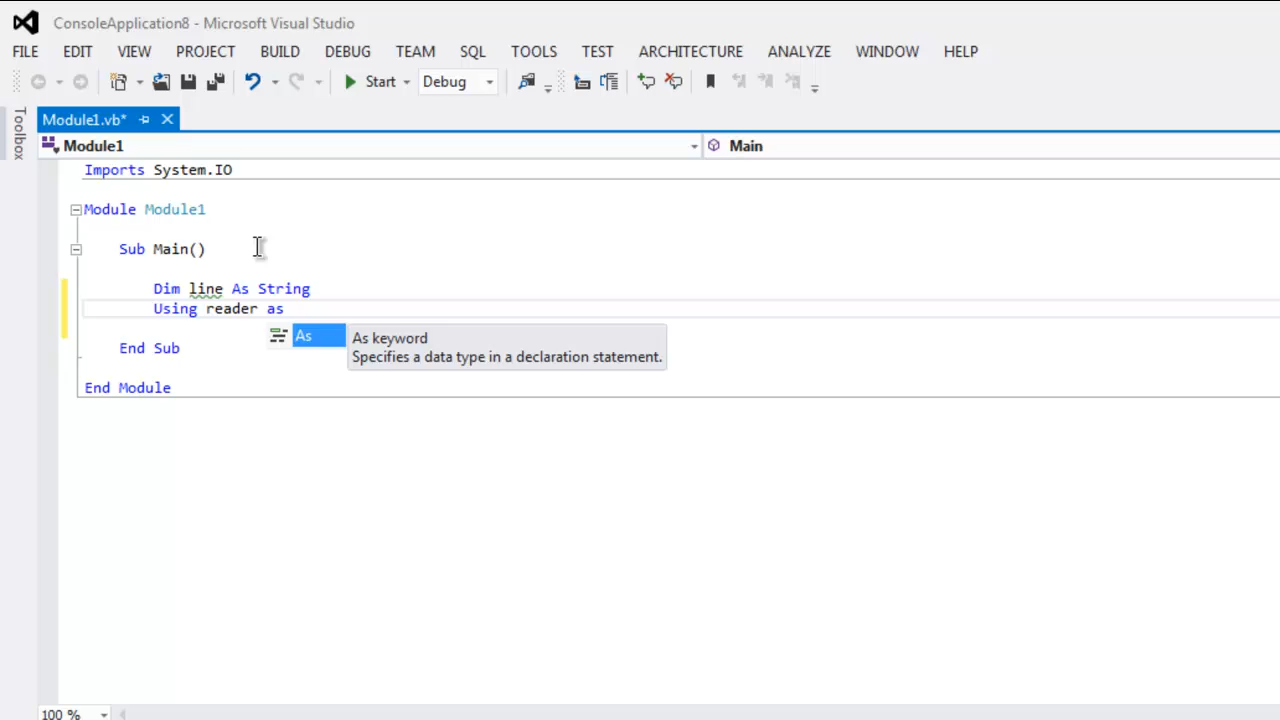 ConsoleApplication8 - Microsoft Visual Studio
FILE EDIT VIEW PROJECT BUILD DEBUG TEAM SQL TOOLS TEST ARCHITECTURE ANALYZE WINDOW HELP
Start Debug
Toolbox
Module1.vb*
Module1 Main
Imports System.IO
Module Module1
Sub Main()
Dim line As String
Using reader as
As
As keyword
Specifies a data type in a declaration statement.
End Sub
End Module
100 %